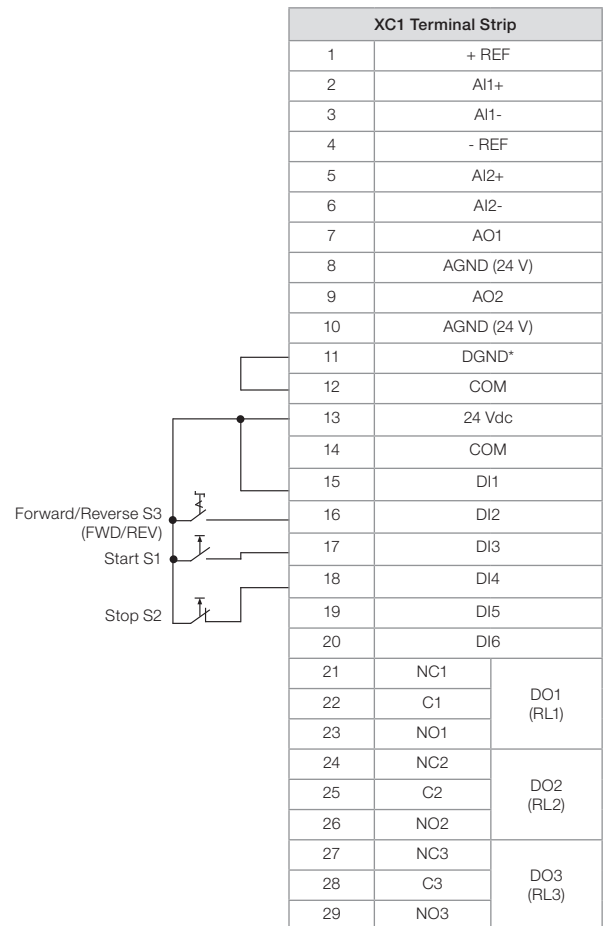 XC1 Terminal Strip
1 + REF
2 AI1+
3 AI1-
4 - REF
5 AI2+
6 AI2-
7 AO1
8 AGND (24 V)
9 AO2
10 AGND (24 V)
11 DGND*
12 COM
13 24 Vdc
14 COM
15 DI1
Forward/Reverse S3
(FWD/REV)
16 DI2
Start S1
17 DI3
18 DI4
Stop S2
19 DI5
20 DI6
21 NC1
22 C1
23 NO1
DO1
(RL1)
24 NC2
25 C2
26 NO2
DO2
(RL2)
27 NC3
28 C3
29 NO3
DO3
(RL3)